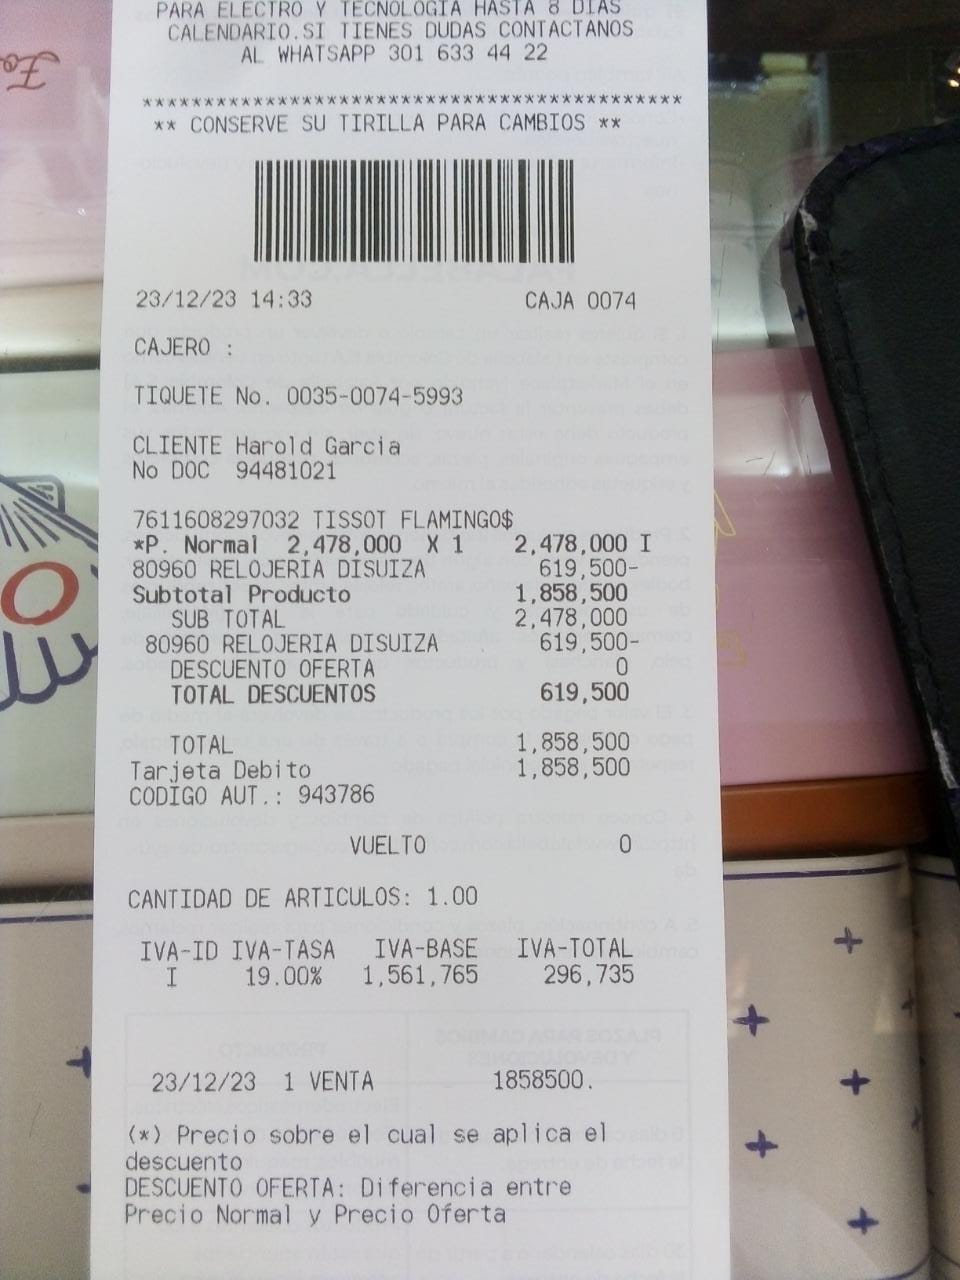 PARA ELECTRO Y TECNOLOGIA HASTA 8 DIAS
CALENDARIO.SI TIENES DUDAS CONTACTANOS
AL WHATSAPP 301 633 44 22
********************************************
** CONSERVE SU TIRILLA PARA CAMBIOS **
23/12/23 14:33 CAJA 0074
CAJERO :
TIQUETE No. 0035-0074-5993
CLIENTE Harold Garcia
No DOC 94481021
7611608297032 TISSOT FLAMINGO$
*P. Normal 2,478,000 X 1 2,478,000 I
80960 RELOJERIA DISUIZA 619,500-
Subtotal Producto 1,858,500
SUB TOTAL 2,478,000
80960 RELOJERIA DISUIZA 619,500-
DESCUENTO OFERTA 0
TOTAL DESCUENTOS 619,500
TOTAL 1,858,500
Tarjeta Debito 1,858,500
CODIGO AUT.: 943786
VUELTO 0
CANTIDAD DE ARTICULOS: 1.00
IVA-ID IVA-TASA IVA-BASE IVA-TOTAL
I 19.00% 1,561,765 296,735
23/12/23 1 VENTA 1858500.
(*) Precio sobre el cual se aplica el
descuento
DESCUENTO OFERTA: Diferencia entre
Precio Normal y Precio Oferta